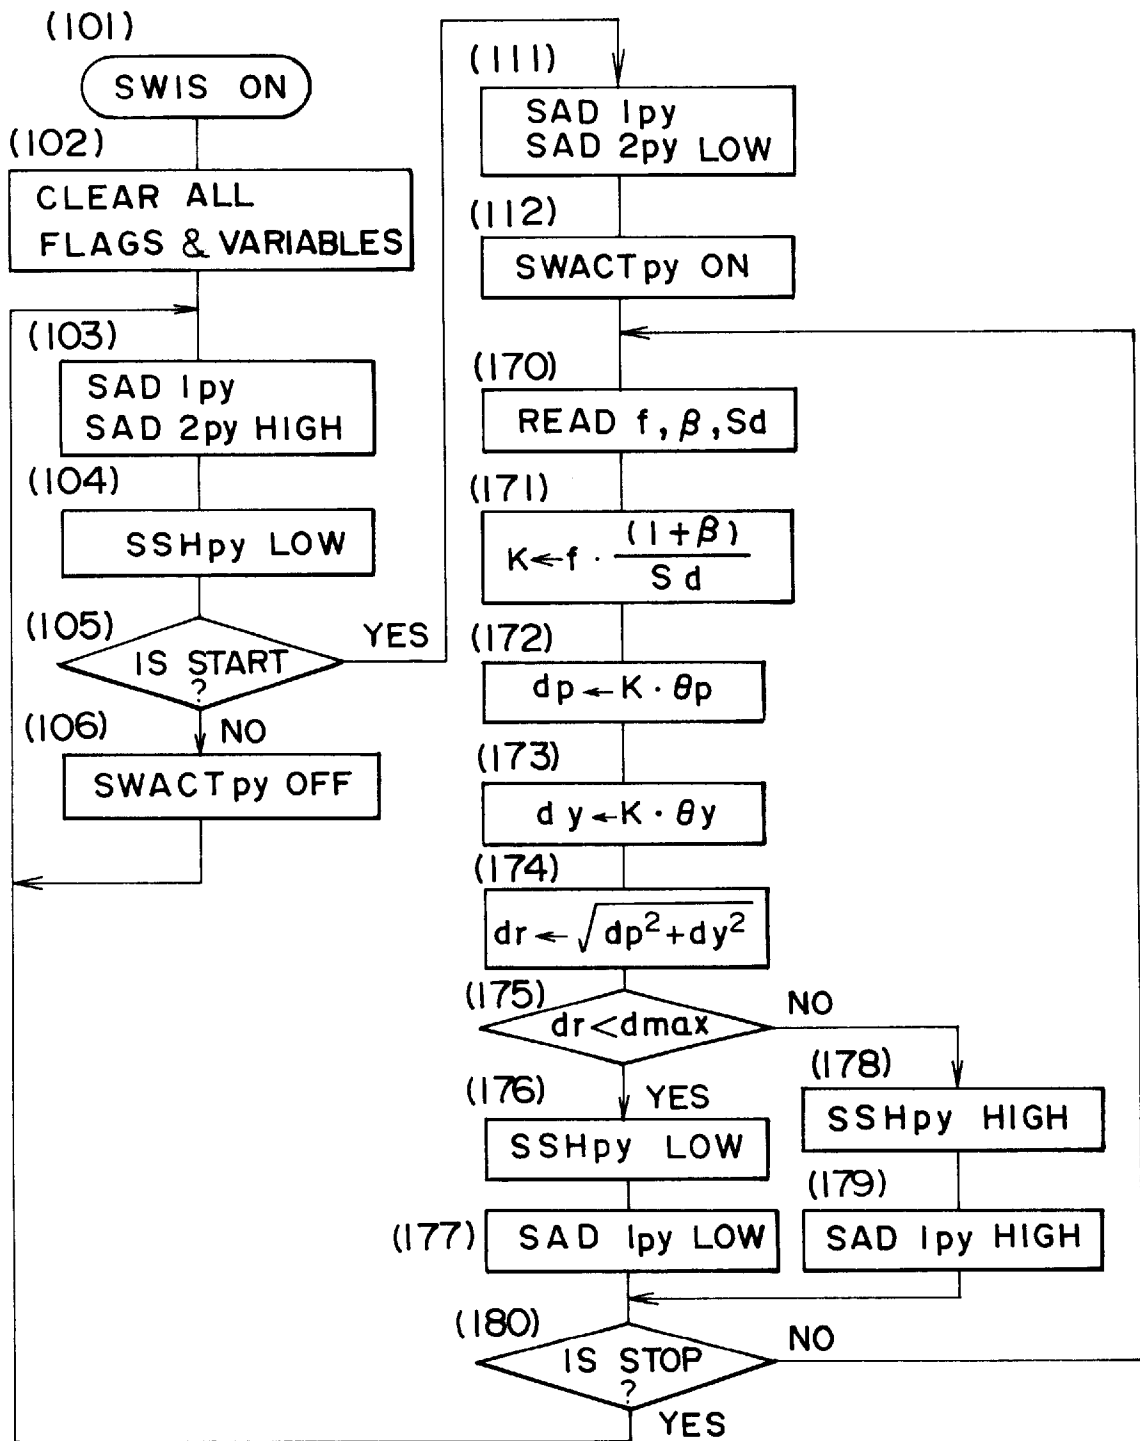 (101)
SWIS ON
(102)
CLEAR ALL
FLAGS & VARIABLES
(103)
SAD 1py
SAD 2py HIGH
(104)
SSHpy LOW
(105)
IS START
?
YES
NO
(106)
SWACTpy OFF
(111)
SAD 1py
SAD 2py LOW
(112)
SWACTpy ON
(170)
READ f, β, Sd
(171)
K←f · (1+β)
Sd
(172)
dp←K · θp
(173)
dy←K · θy
(174)
dr←√dp²+dy²
(175)
dr<dmax
NO
YES
(176)
SSHpy LOW
(177)
SAD 1py LOW
(178)
SSHpy HIGH
(179)
SAD 1py HIGH
(180)
IS STOP
?
NO
YES